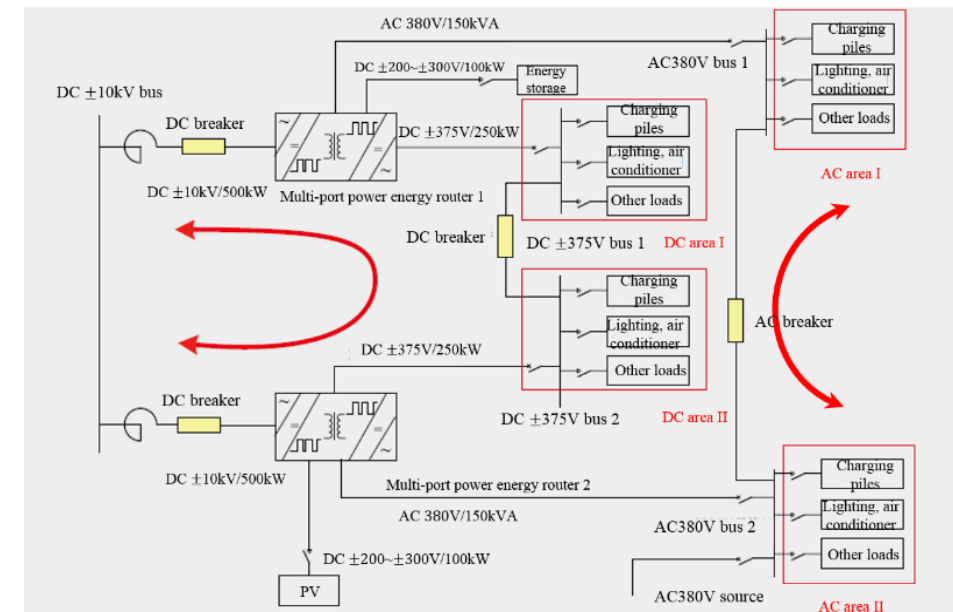 AC 380V/150kVA
DC ±200~±300V/100kW
Energy
storage
AC380V bus 1
Charging
piles
Lighting, air
conditioner
Other loads
AC area I
DC ±10kV bus
DC breaker
DC ±10kV/500kW
Multi-port power energy router 1
DC ±375V/250kW
Charging
piles
Lighting, air
conditioner
Other loads
DC breaker
DC ±375V bus 1
DC area I
AC breaker
Charging
piles
Lighting, air
conditioner
Other loads
DC ±375V/250kW
DC ±375V bus 2
DC area II
DC breaker
DC ±10kV/500kW
Multi-port power energy router 2
AC 380V/150kVA
DC ±200~±300V/100kW
PV
AC380V bus 2
AC380V source
Charging
piles
Lighting, air
conditioner
Other loads
AC area II